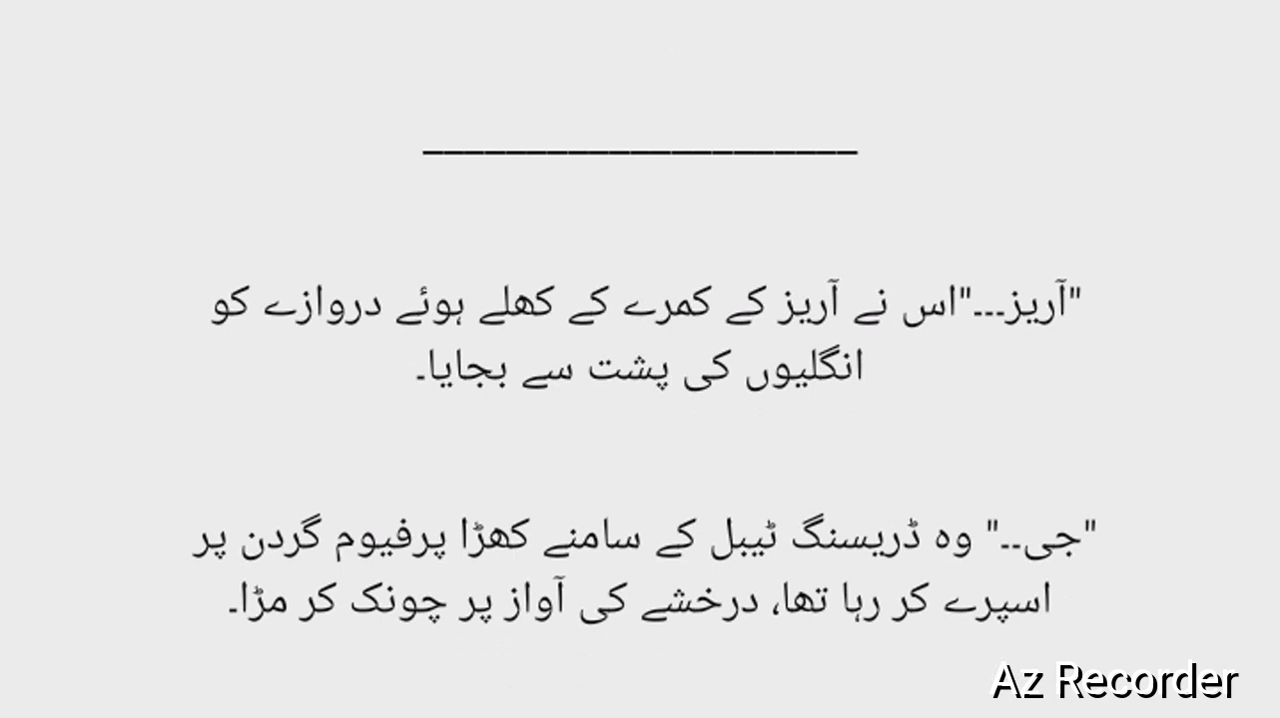 ____________________
"آریز۔۔۔"اس نے آریز کے کمرے کے کھلے ہوئے دروازے کو
انگلیوں کی پشت سے بجایا۔
"جی۔۔" وہ ڈریسنگ ٹیبل کے سامنے کھڑا پرفیوم گردن پر
اسپرے کر رہا تھا، درخشے کی آواز پر چونک کر مڑا۔
Az Recorder